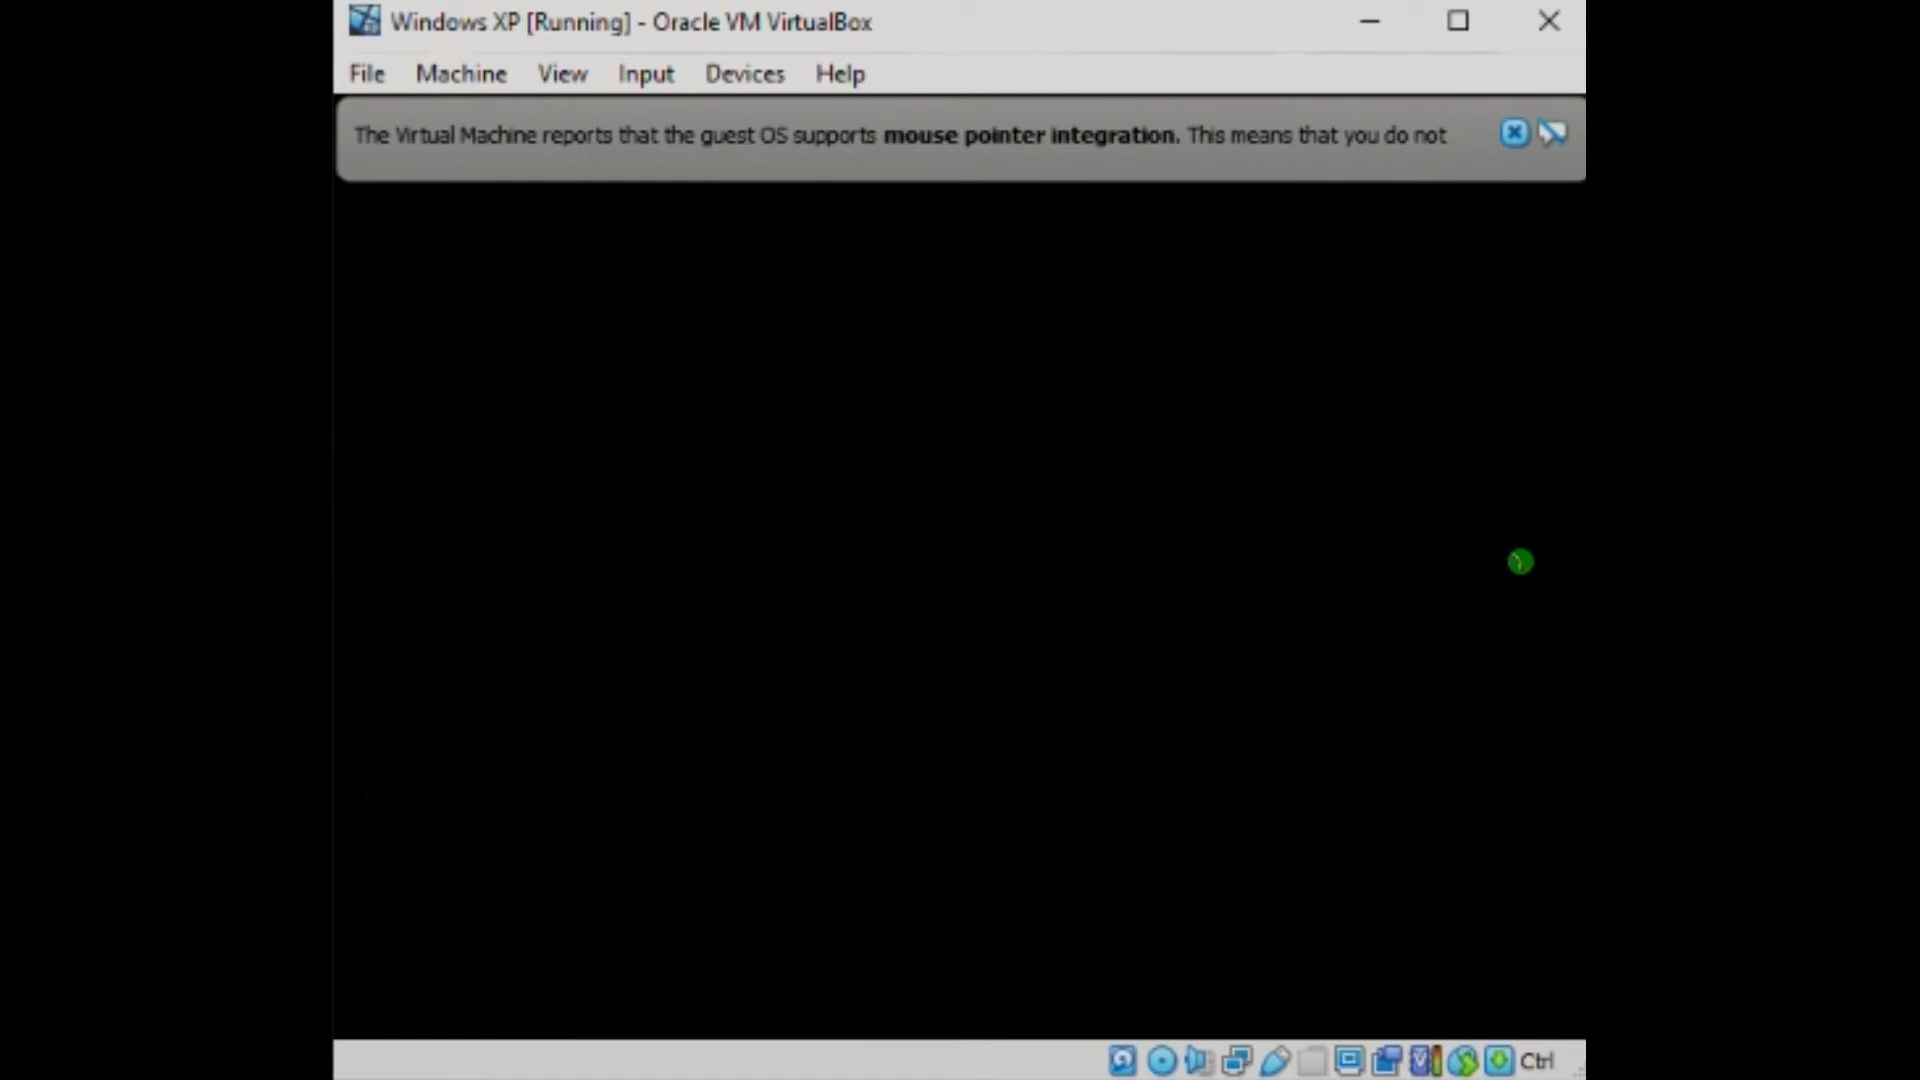 Windows XP [Running] - Oracle VM VirtualBox
File Machine View Input Devices Help
The Virtual Machine reports that the guest OS supports mouse pointer integration. This means that you do not
Ctrl